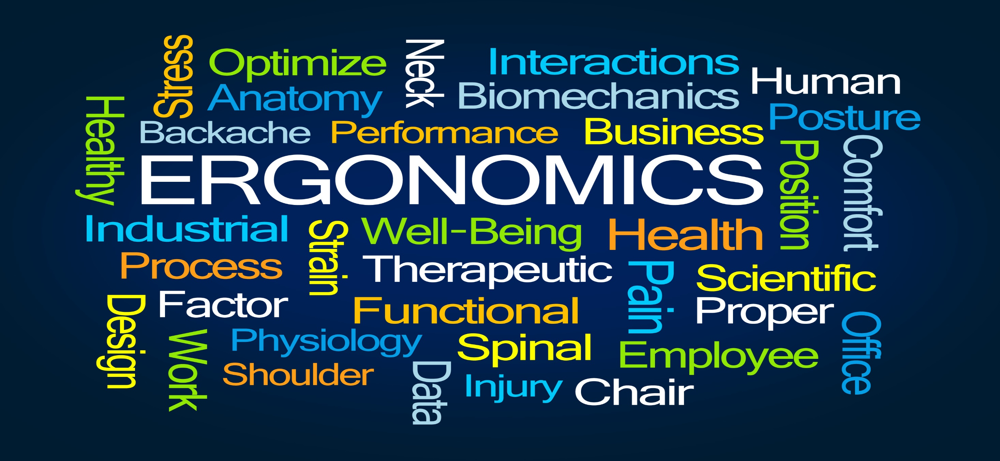 Stress
Optimize
Neck
Interactions
Human
Anatomy
Biomechanics
Healthy
Posture
Backache
Performance
Business
Comfort
Position
ERGONOMICS
Industrial
Strain
Well-Being
Health
Process
Therapeutic
Pain
Scientific
Factor
Functional
Proper
Design
Office
Work
Physiology
Spinal
Employee
Shoulder
Data
Injury
Chair